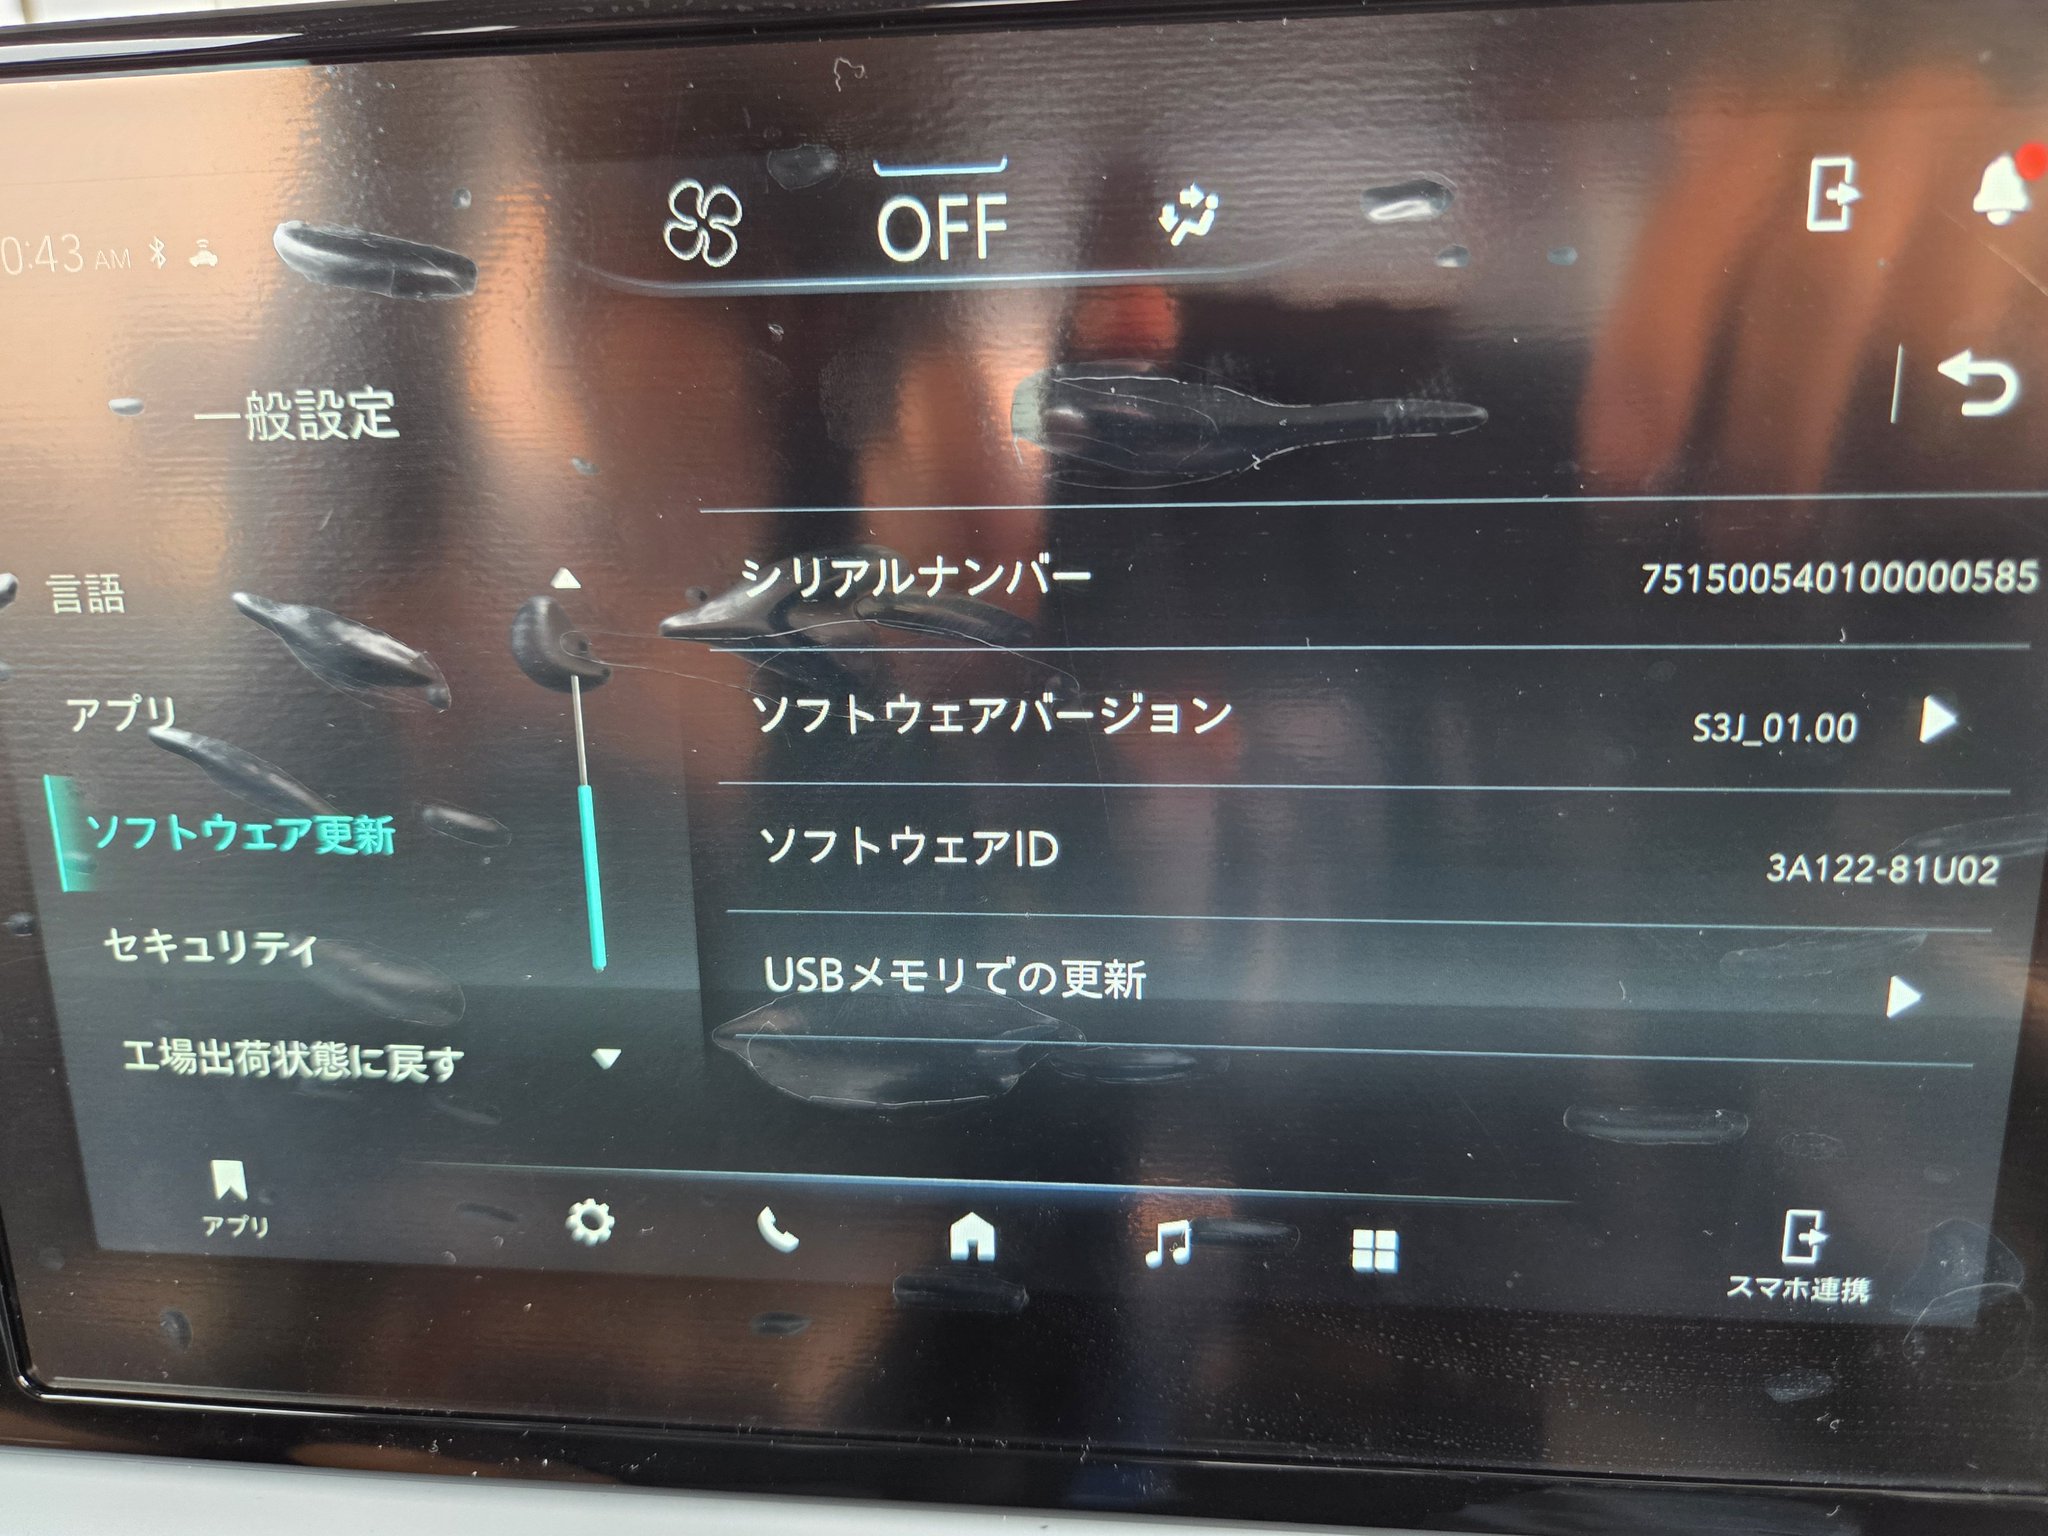 OFF
0:43 AM
一般設定
言語
シリアルナンバー 751500540100000585
アプリ
ソフトウェアバージョン S3J_01.00
ソフトウェア更新
ソフトウェアID 3A122-81U02
セキュリティ
USBメモリでの更新
工場出荷状態に戻す
アプリ
スマホ連携